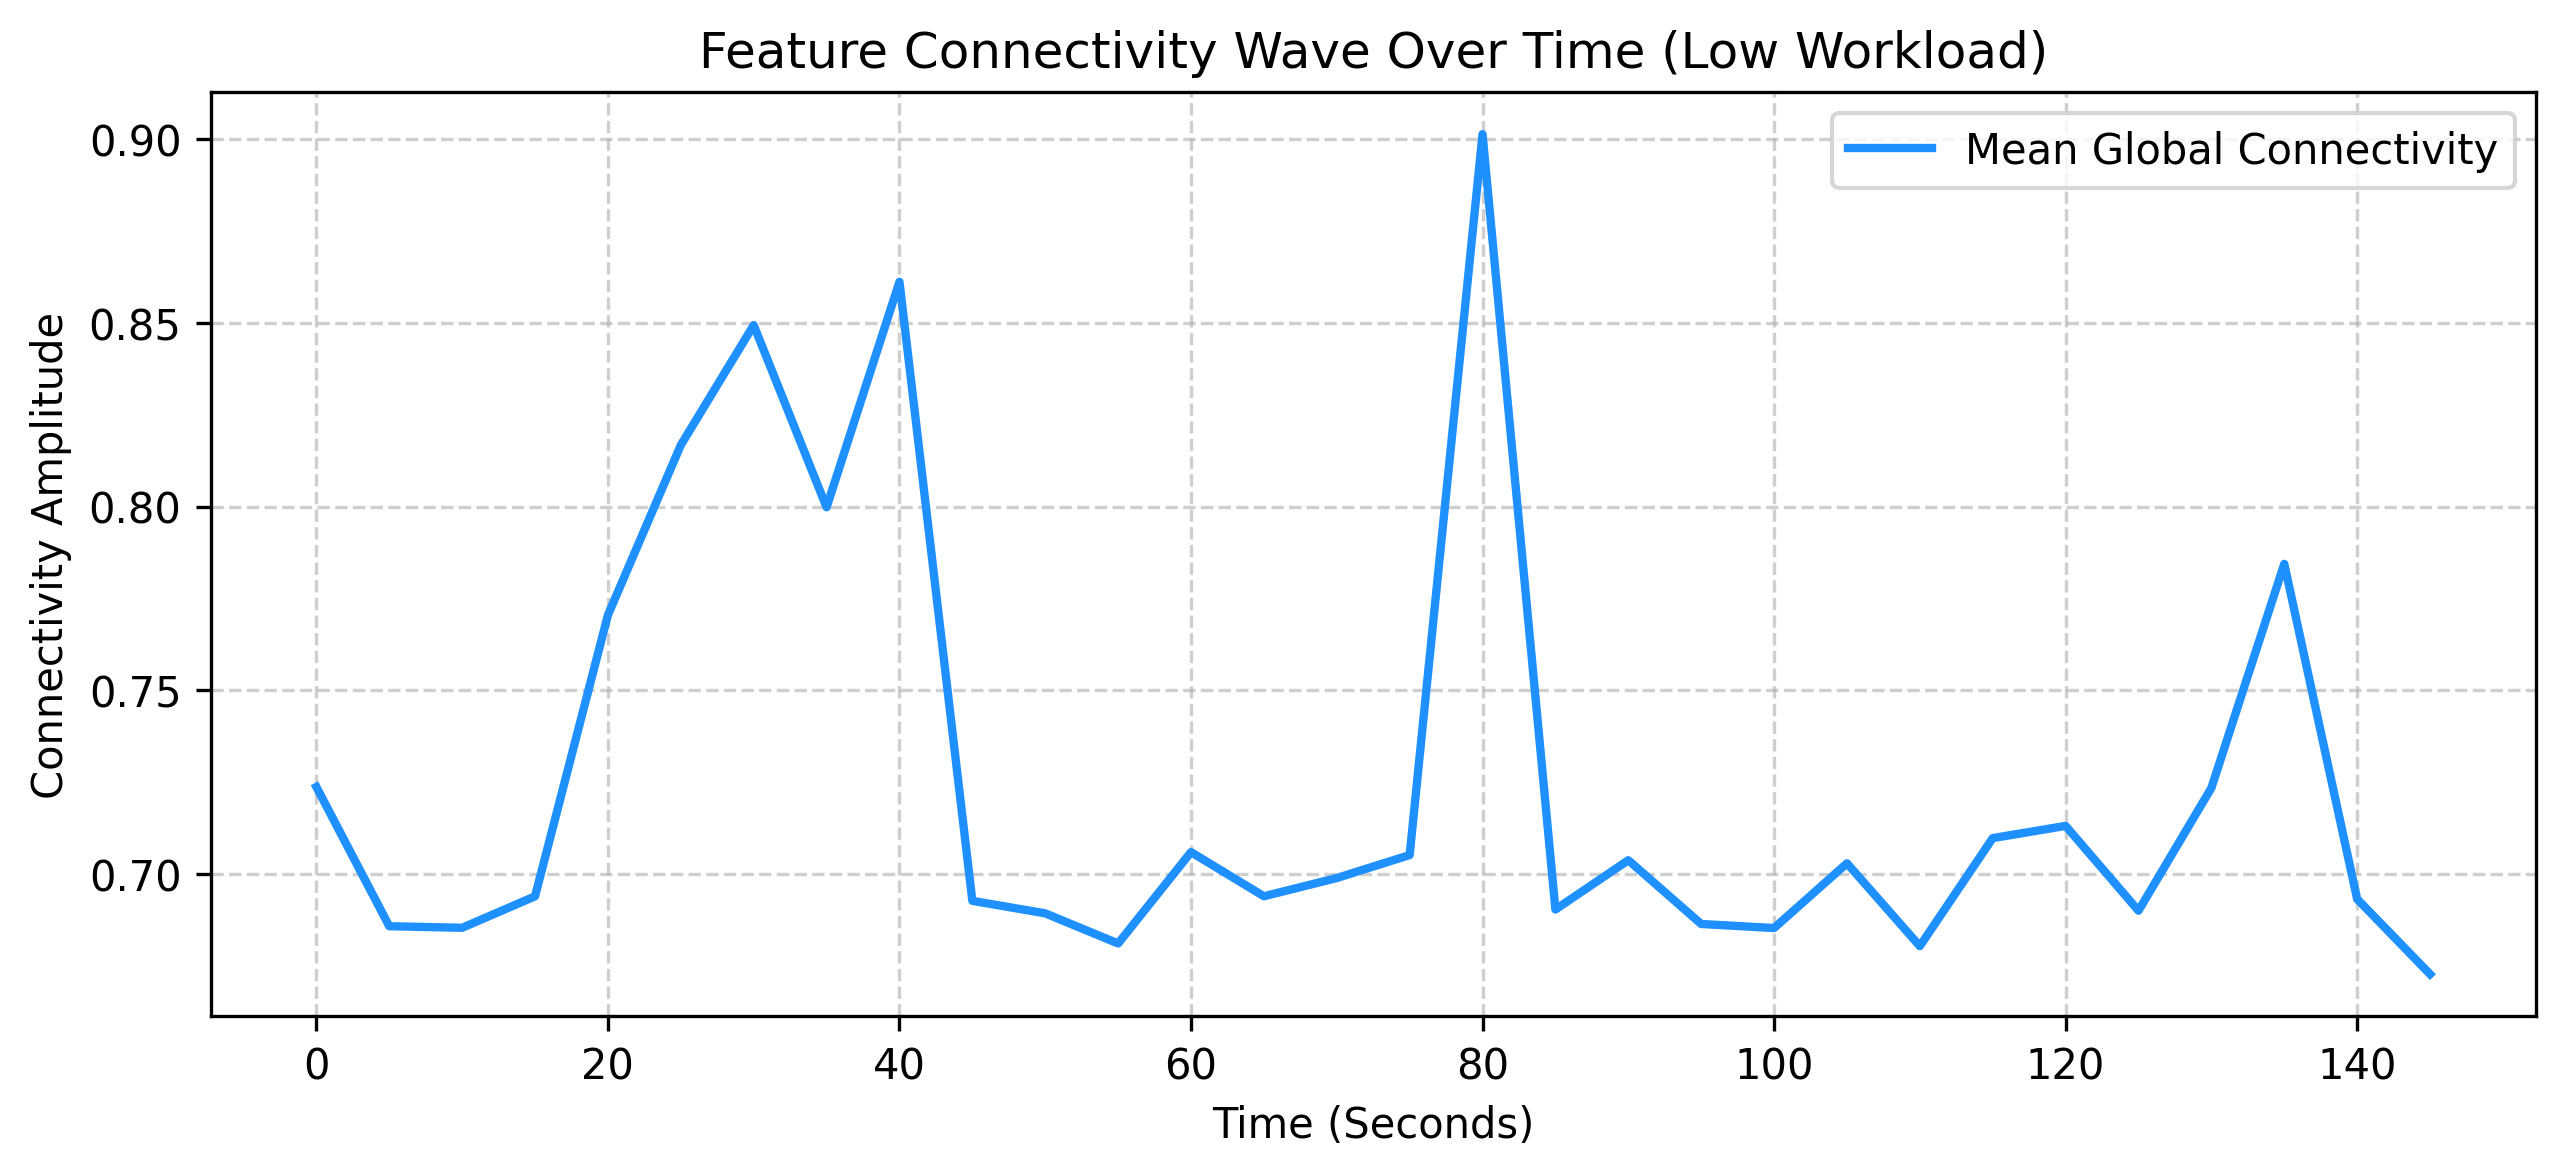 Feature Connectivity Wave Over Time (Low Workload)
Mean Global Connectivity
Connectivity Amplitude
0.90
0.85
0.80
0.75
0.70
0 20 40 60 80 100 120 140
Time (Seconds)